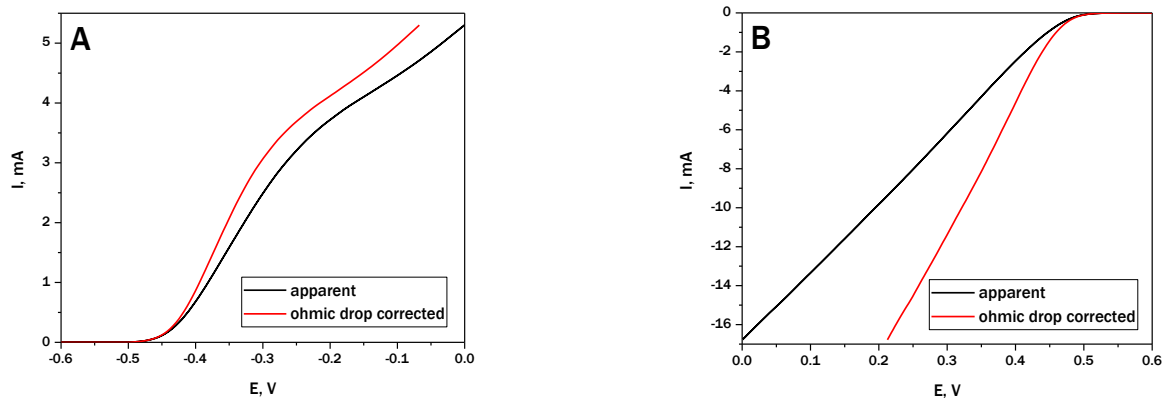 A
I, mA
5
4
3
2
1
0
-0.6
-0.5
-0.4
-0.3
-0.2
-0.1
0.0
E, V
apparent
ohmic drop corrected
B
I, mA
0
-2
-4
-6
-8
-10
-12
-14
-16
0.0
0.1
0.2
0.3
0.4
0.5
0.6
E, V
apparent
ohmic drop corrected